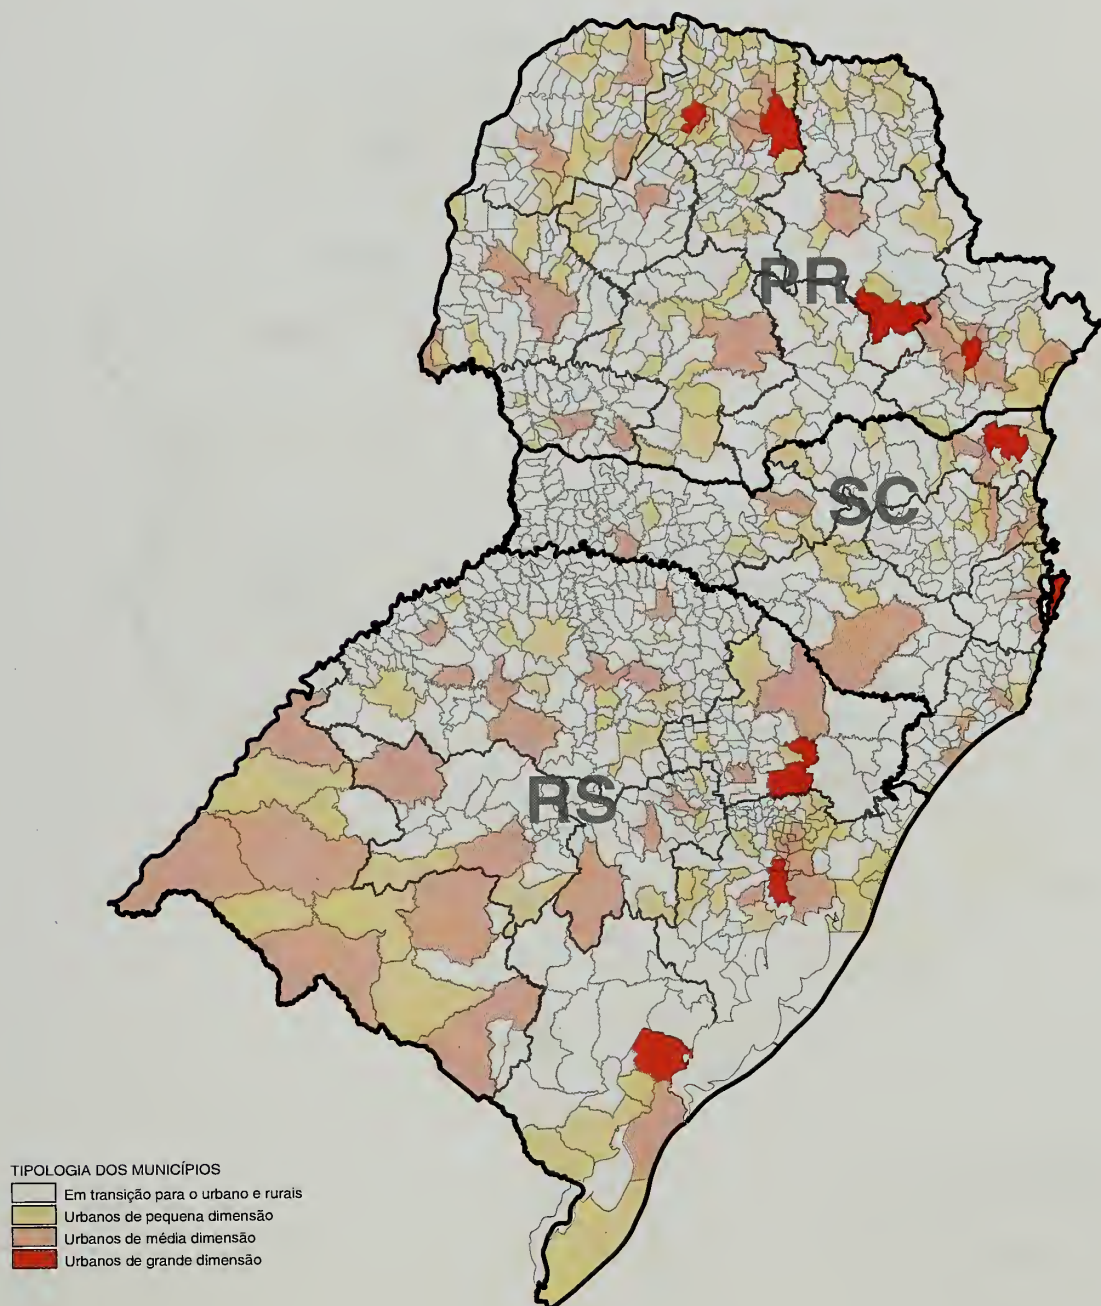 PR
SC
RS
TIPOLOGIA DOS MUNICÍPIOS
Em transição para o urbano e rurais
Urbanos de pequena dimensão
Urbanos de média dimensão
Urbanos de grande dimensão